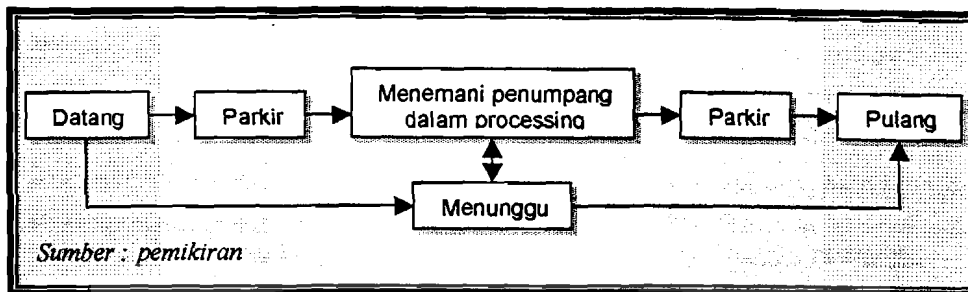 Datang
Parkir
Menemani penumpang
dalam processing
Parkir
Pulang
Menunggu
Sumber : pemikiran